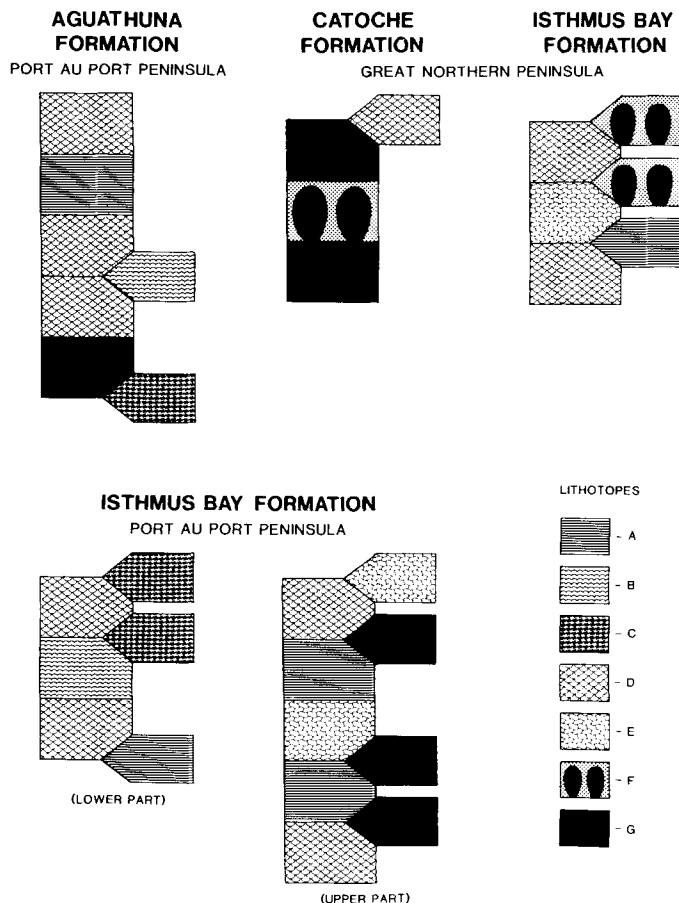 AGUATHUNA
FORMATION
PORT AU PORT PENINSULA
CATOCHE
FORMATION
ISTHMUS BAY
FORMATION
GREAT NORTHERN PENINSULA
ISTHMUS BAY FORMATION
PORT AU PORT PENINSULA
(LOWER PART)
(UPPER PART)
LITHOTOPES
- A
- B
- C
- D
- E
- F
- G